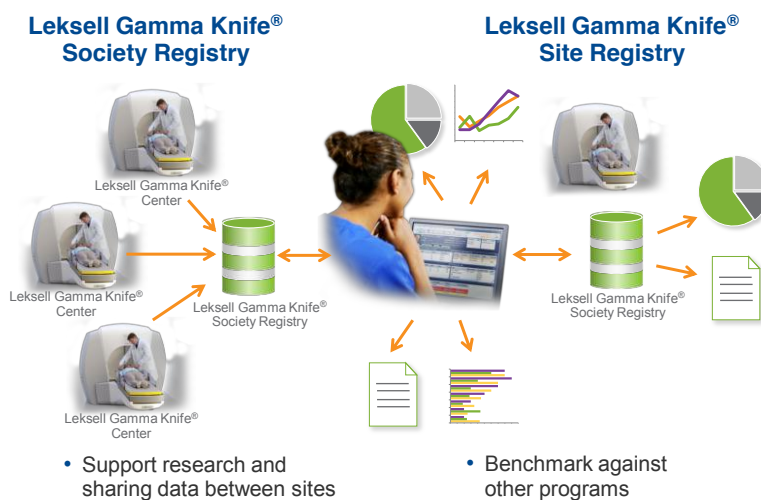 Leksell Gamma Knife®
Society Registry
Leksell Gamma Knife®
Site Registry
Leksell Gamma Knife®
Center
Leksell Gamma Knife®
Center
Leksell Gamma Knife®
Society Registry
Leksell Gamma Knife®
Society Registry
Leksell Gamma Knife®
Center
• Support research and
sharing data between sites
• Benchmark against
other programs